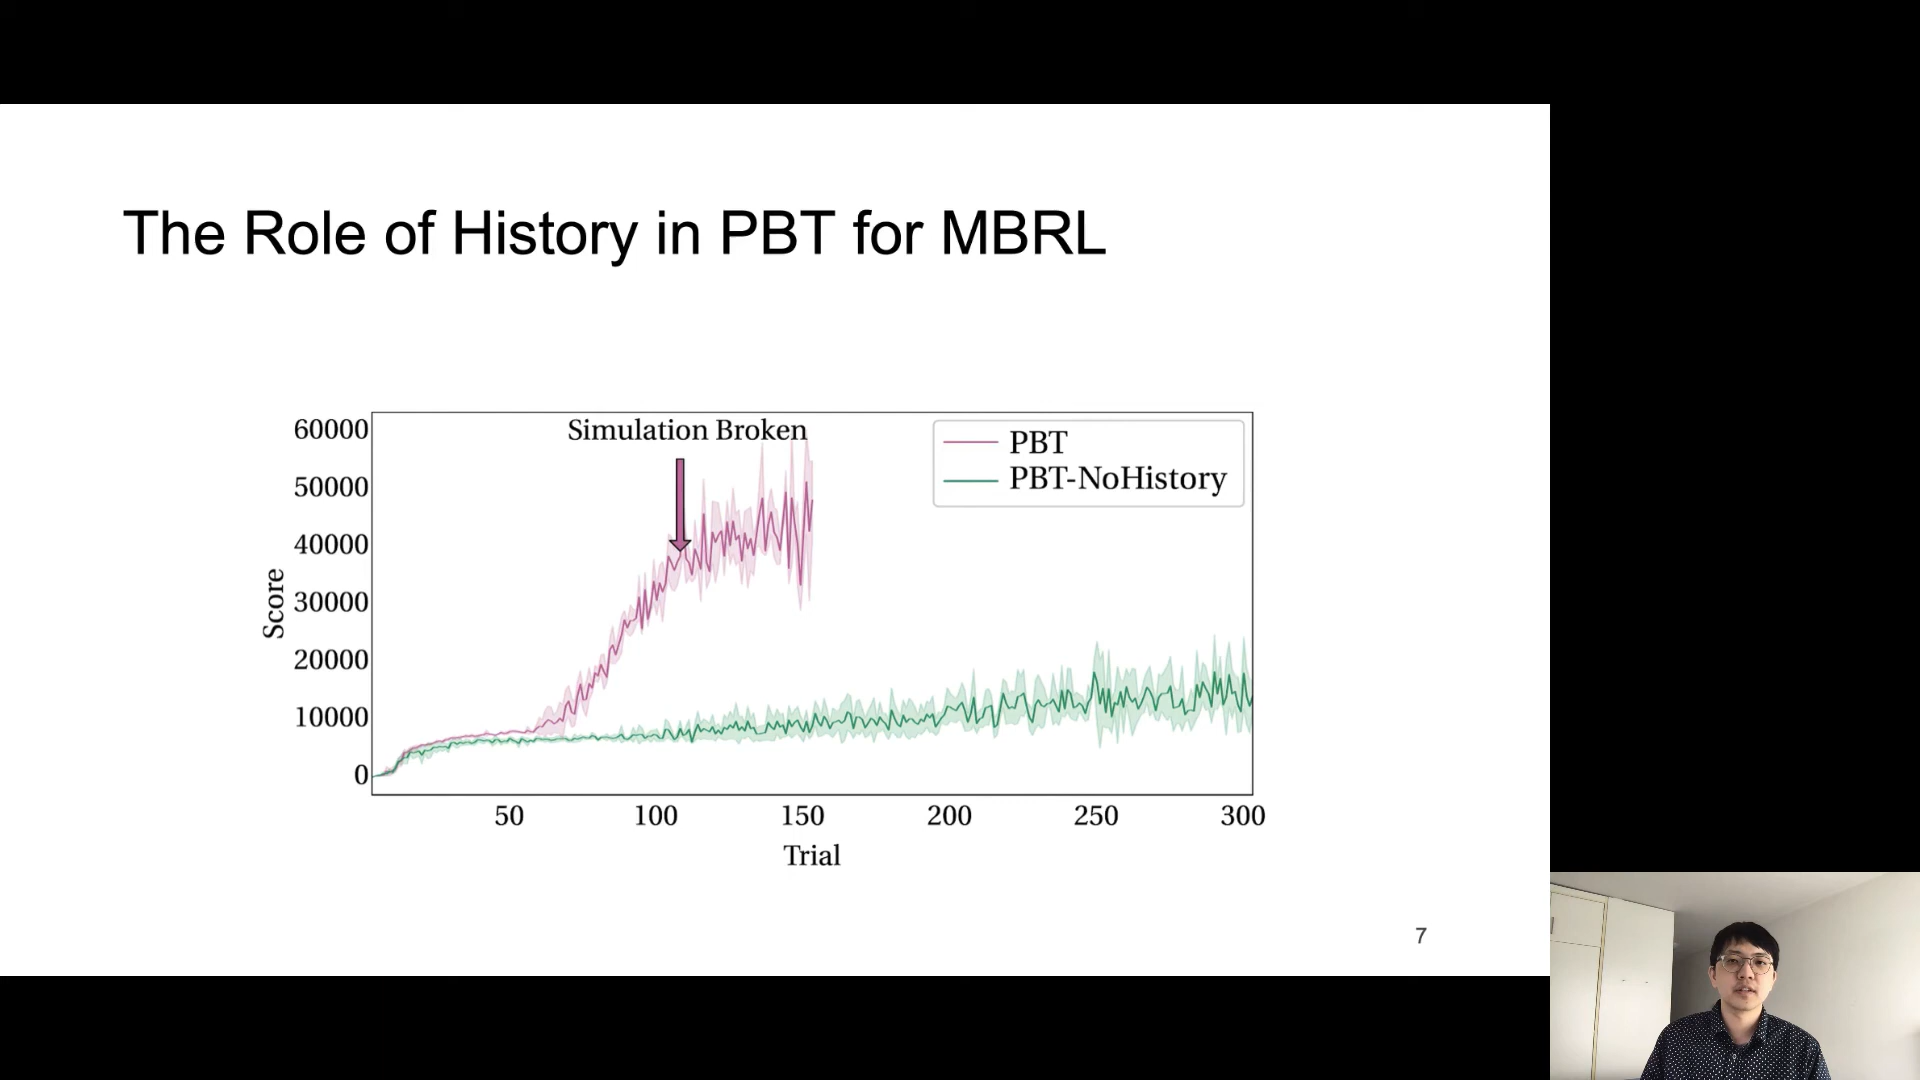 The Role of History in PBT for MBRL
Simulation Broken
PBT
PBT-NoHistory
60000
50000
40000
30000
20000
10000
0
Score
50 100 150 200 250 300
Trial
7